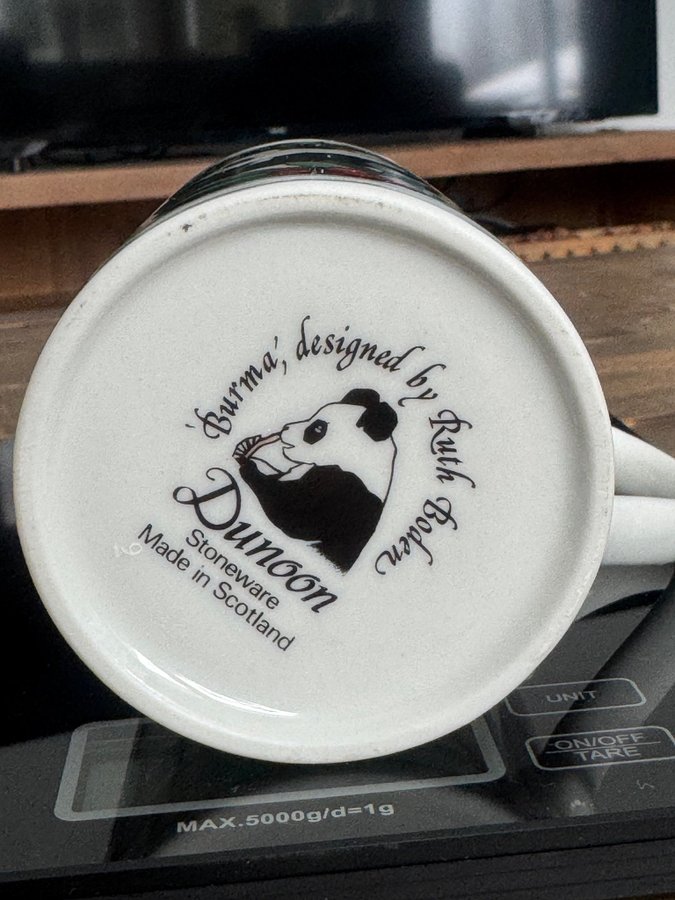 'Burma', designed by Ruth Boden
Dunoon
Stoneware
Made in Scotland
UNIT
ON/OFF
TARE
MAX.5000g/d=1g